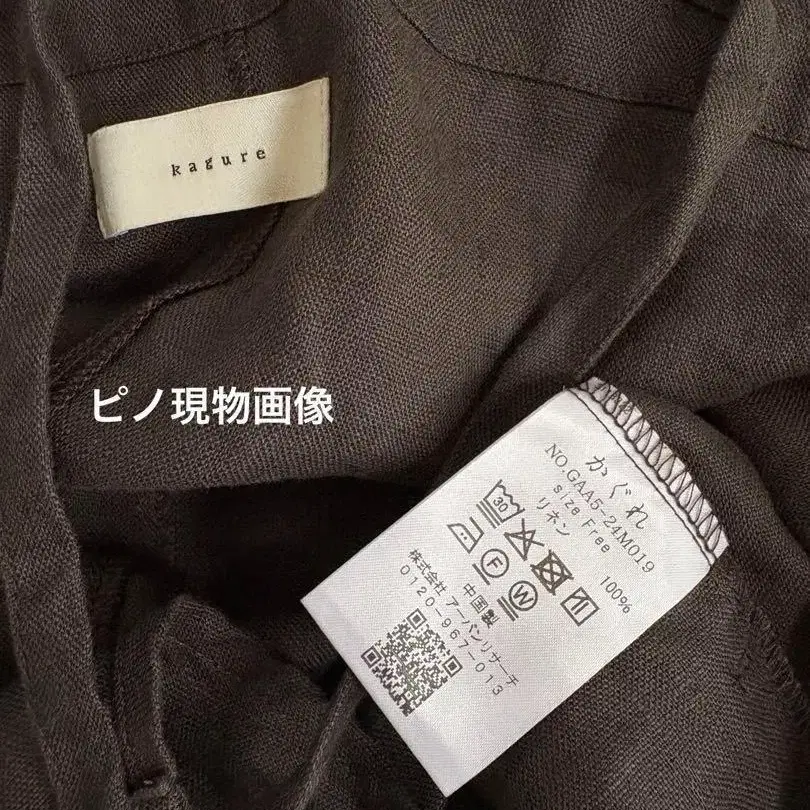 kagure
ピノ現物画像
かぐれ
NO.GAA5-24M019
size Free
リネン 100%
30
F
W
中国製
株式会社 アーバンリサーチ
0120-967-013